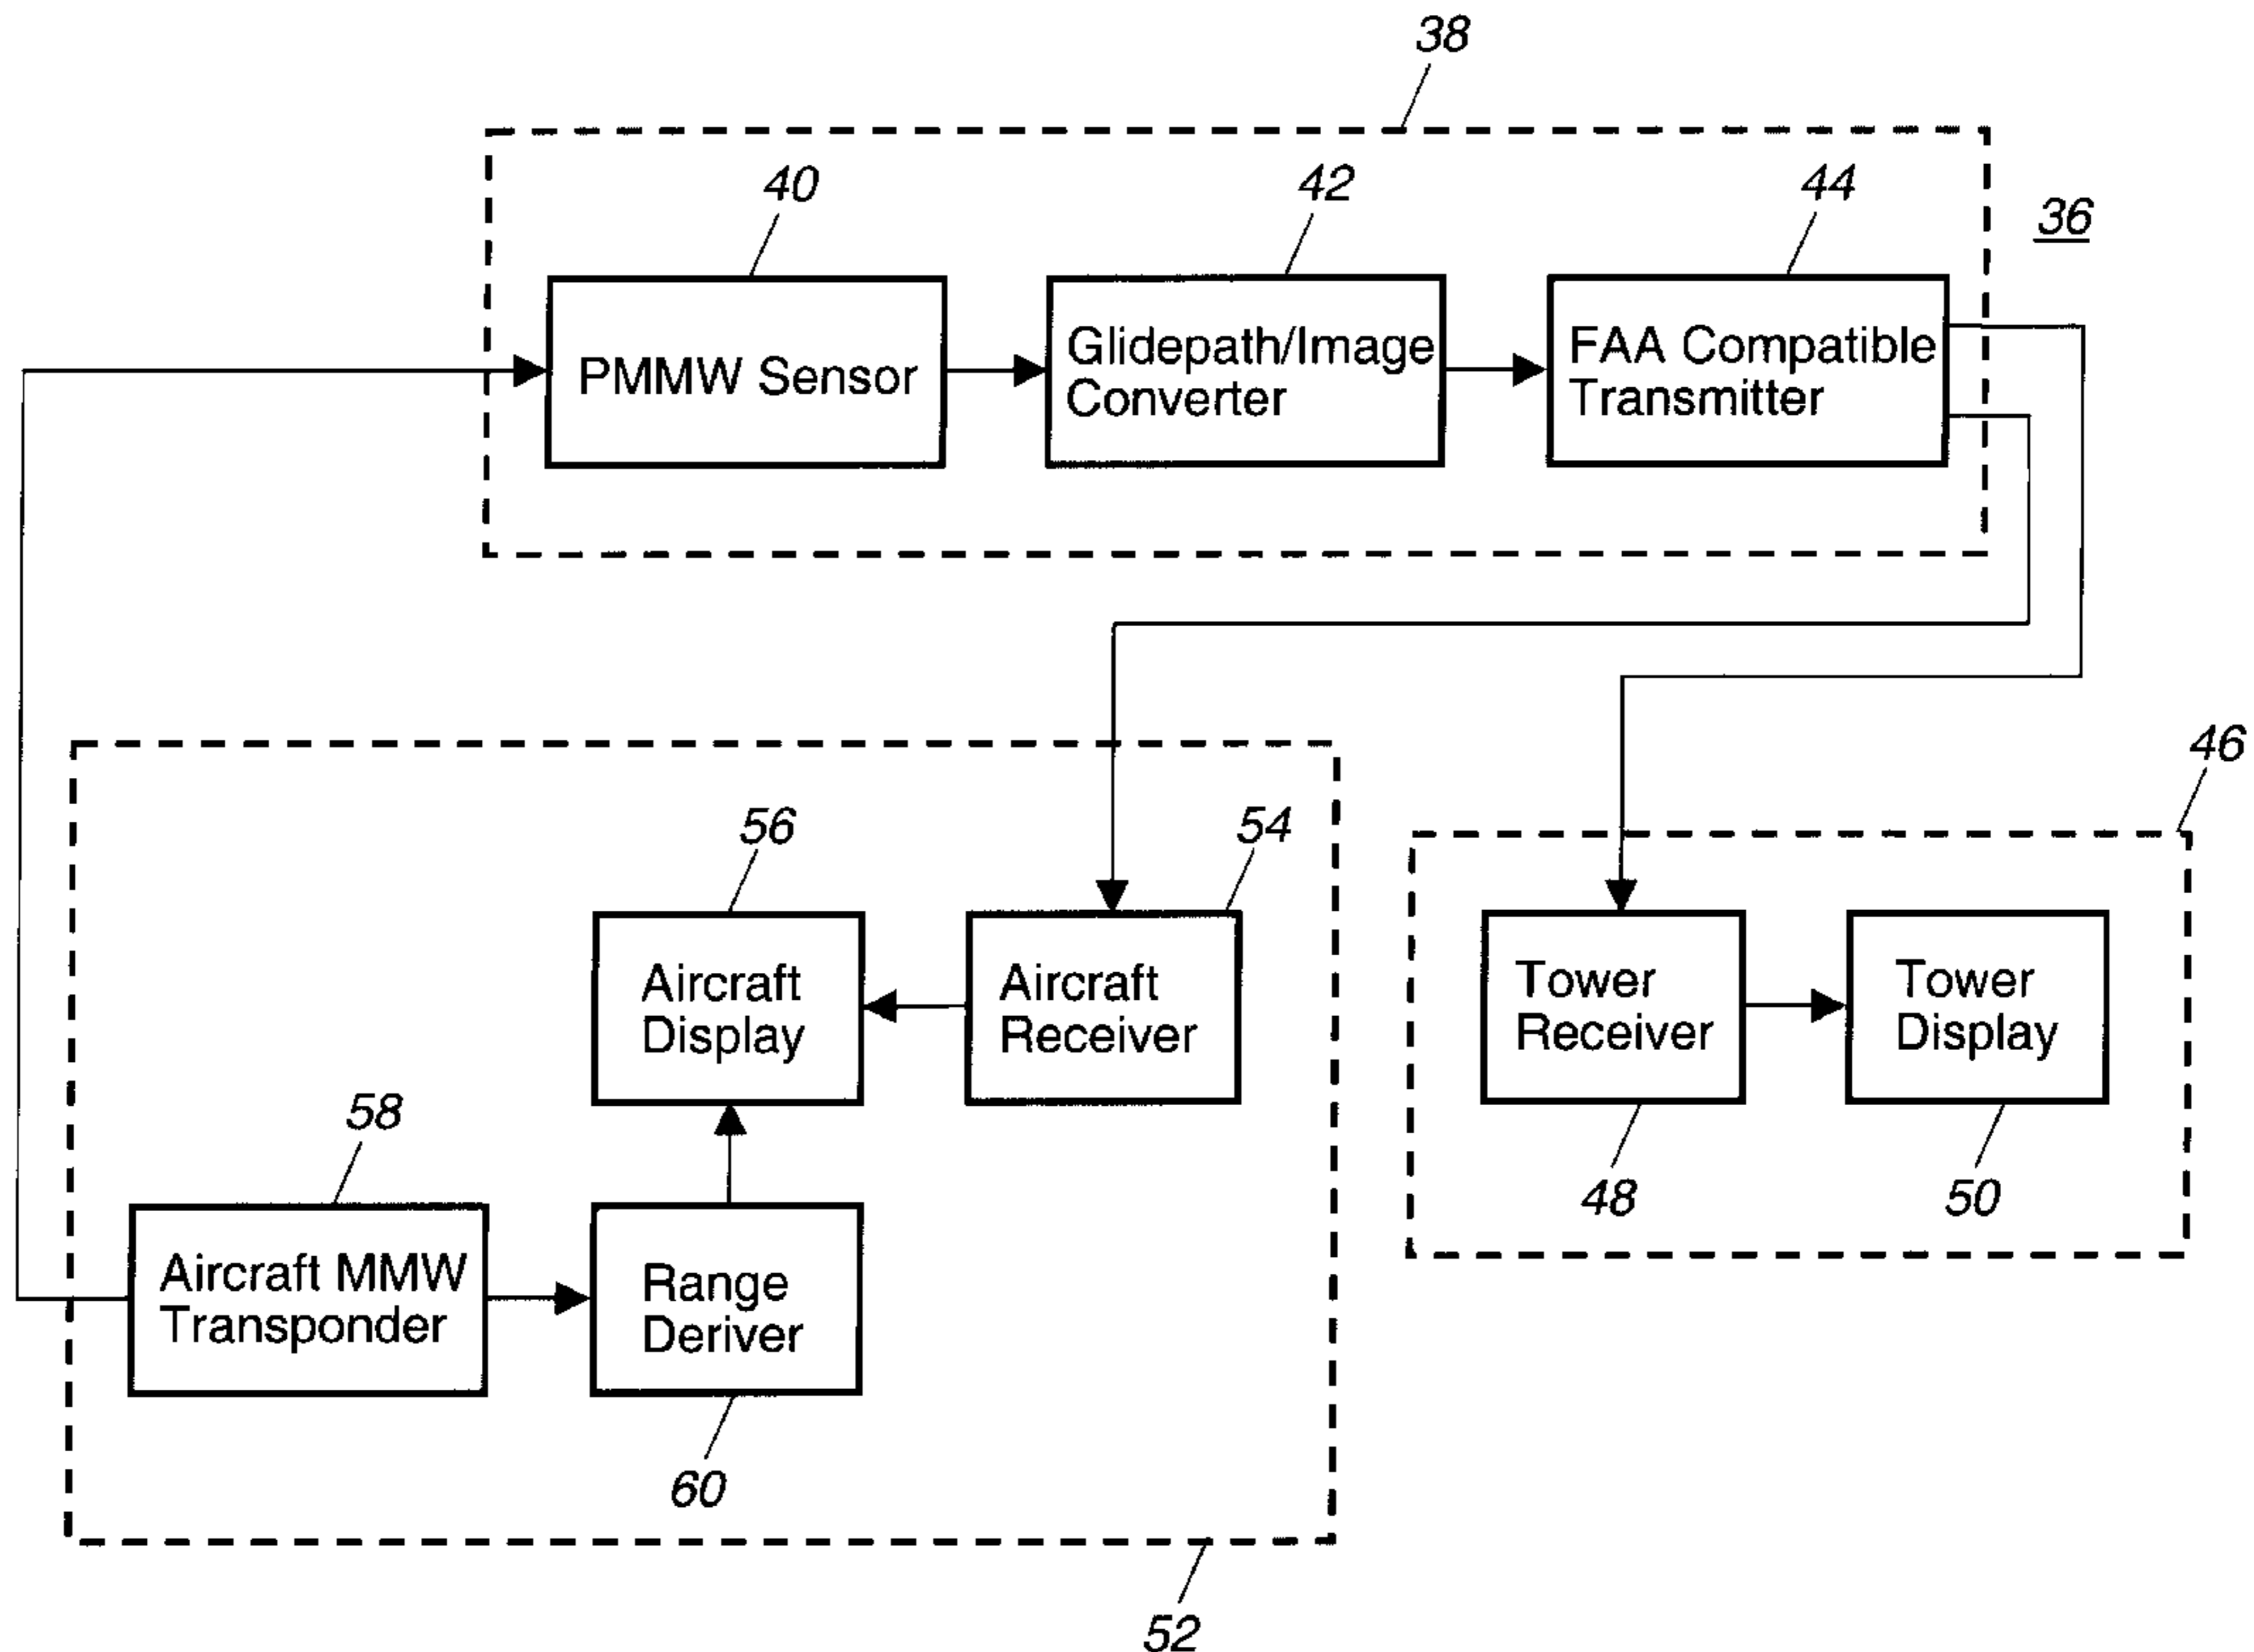 38
40
42
44
36
PMMW Sensor
Glidepath/Image
Converter
FAA Compatible
Transmitter
46
56
54
Aircraft
Display
Aircraft
Receiver
Tower
Receiver
Tower
Display
58
48
50
Aircraft MMW
Transponder
Range
Deriver
60
52